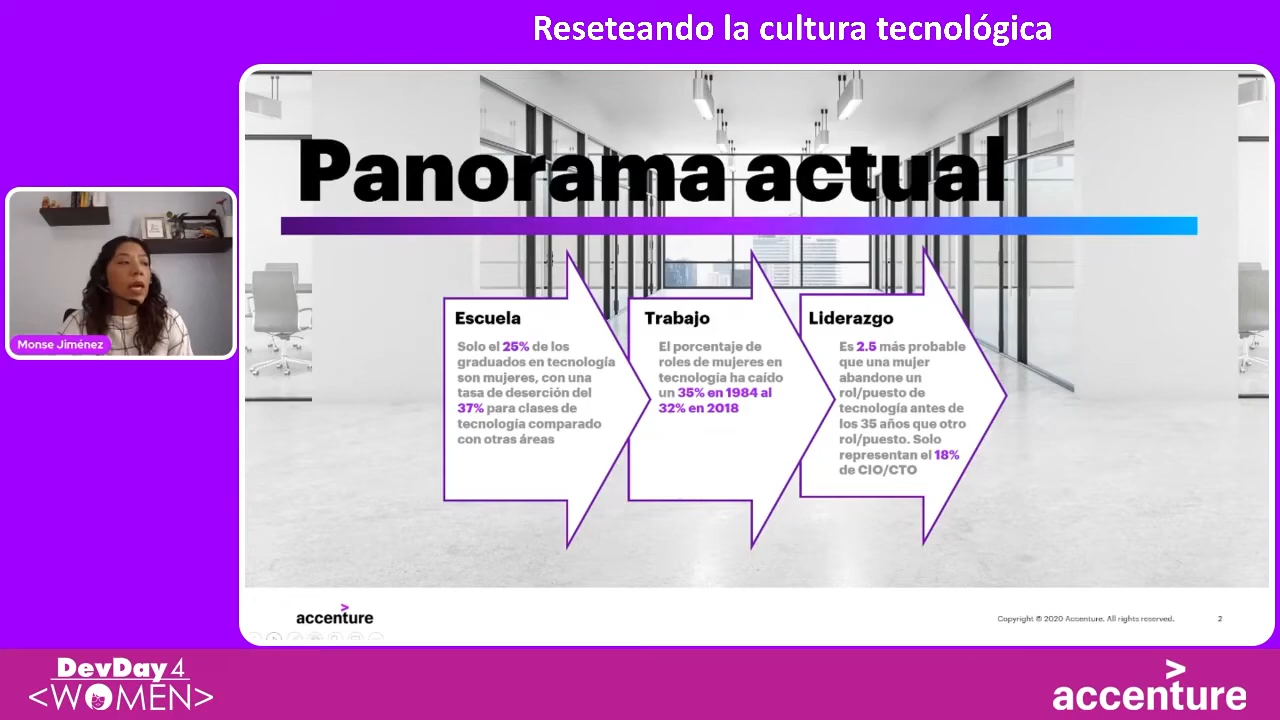 Reseteando la cultura tecnológica
Panorama actual
Escuela
Solo el 25% de los
graduados en tecnología
son mujeres, con una
tasa de deserción del
37% para clases de
tecnología comparado
con otras áreas
Trabajo
El porcentaje de
roles de mujeres en
tecnología ha caído
un 35% en 1984 al
32% en 2018
Liderazgo
Es 2.5 más probable
que una mujer
abandone un
rol/puesto de
tecnología antes de
los 35 años que otro
rol/puesto. Solo
representan el 18%
de CIO/CTO
Monse Jiménez
accenture
Copyright © 2020 Accenture. All rights reserved.
2
DevDay4
<WOMEN>
accenture